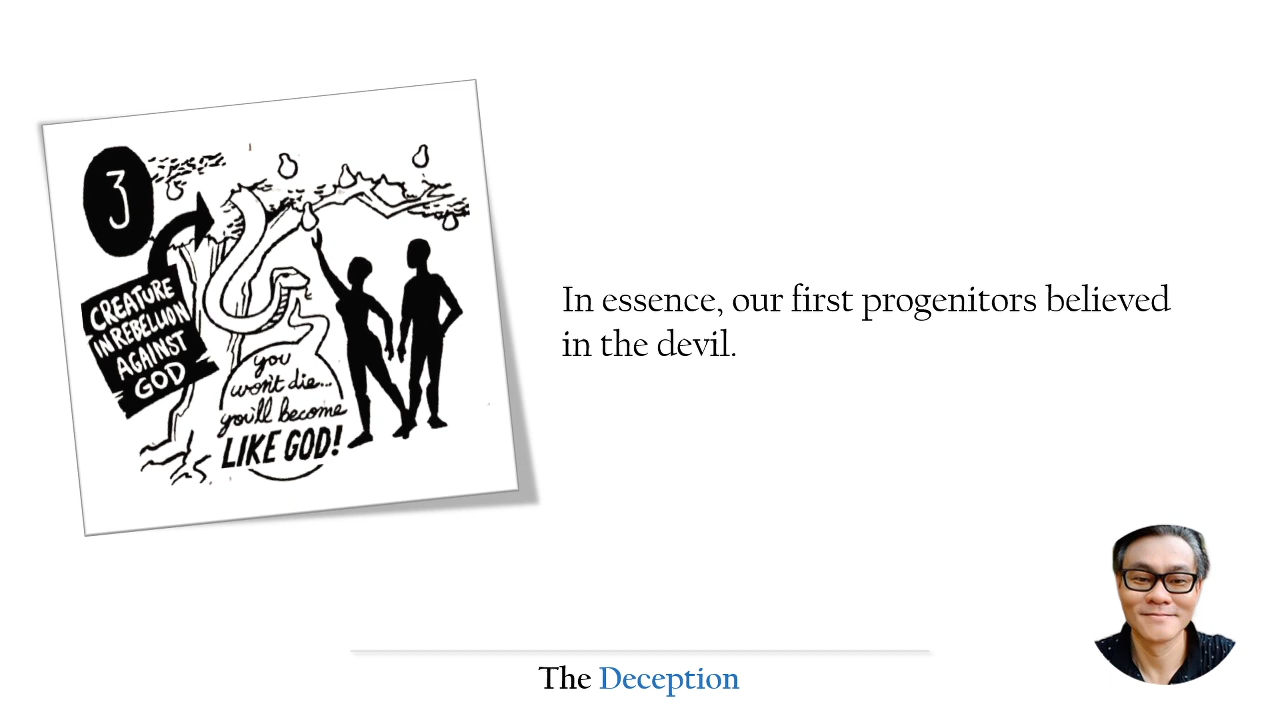 3
CREATURE
IN REBELLION
AGAINST
GOD
you
won't die...
you'll become
LIKE GOD!
In essence, our first progenitors believed
in the devil.
The Deception